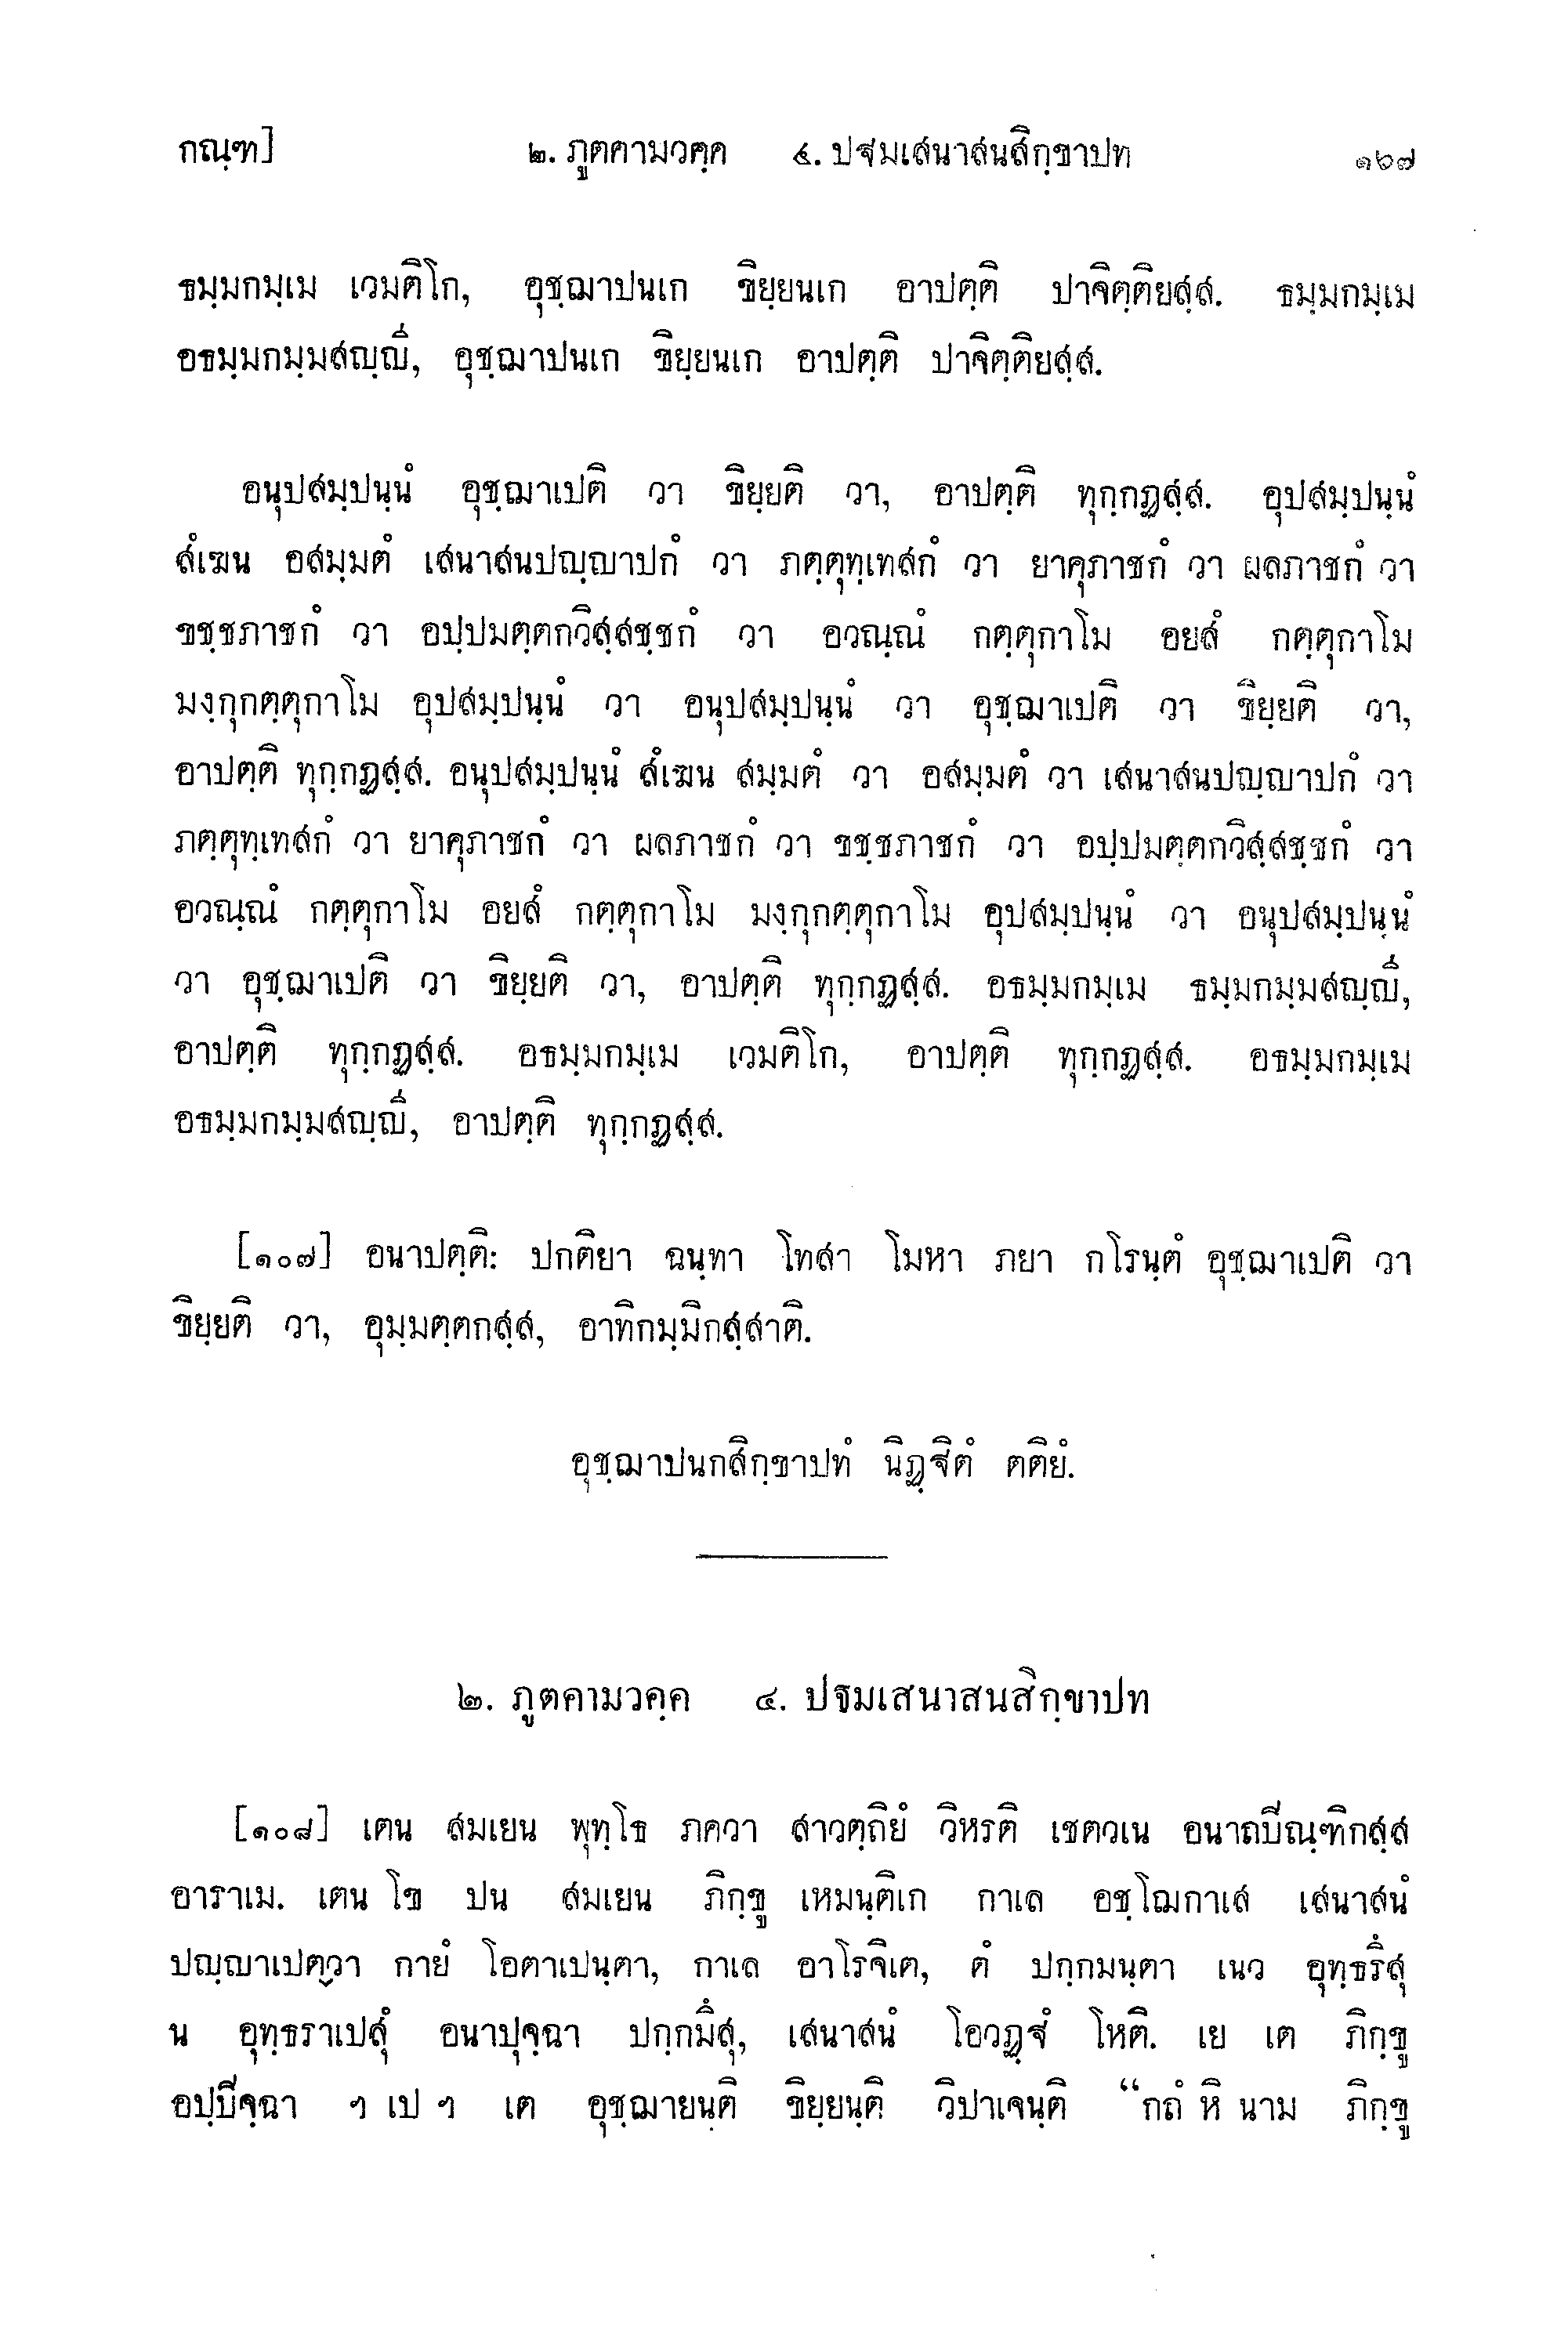 กณฺฑ] ๒. ภูตคามวคฺค ๔. ปฐมเสนาสนสิกฺขาปท ๑๖๗
ธมฺมกมฺเม เวมติโก, อุชฺฌาปนเก ขิยฺยนเก อาปตฺติ ปาจิตฺติยสฺส. ธมฺมกมฺเม
อธมฺมกมฺมสญฺญี, อุชฺฌาปนเก ขิยฺยนเก อาปตฺติ ปาจิตฺติยสฺส.
อนุปสมฺปนฺนํ อุชฺฌาเปติ วา ขิยฺยติ วา, อาปตฺติ ทุกฺกฏสฺส. อุปสมฺปนฺนํ
สํเฆน อสมฺมตํ เสนาสนปญฺญาปกํ วา ภตฺตุทฺเทสกํ วา ยาคุภาชกํ วา ผลภาชกํ วา
ขชฺชภาชกํ วา อปฺปมตฺตกวิสฺสชฺชกํ วา อวณฺณํ กตฺตุกาโม อยสํ กตฺตุกาโม
มงฺกุกตฺตุกาโม อุปสมฺปนฺนํ วา อนุปสมฺปนฺนํ วา อุชฺฌาเปติ วา ขิยฺยติ วา,
อาปตฺติ ทุกฺกฏสฺส. อนุปสมฺปนฺนํ สํเฆน สมฺมตํ วา อสมฺมตํ วา เสนาสนปญฺญาปกํ วา
ภตฺตุทฺเทสกํ วา ยาคุภาชกํ วา ผลภาชกํ วา ขชฺชภาชกํ วา อปฺปมตฺตกวิสฺสชฺชกํ วา
อวณฺณํ กตฺตุกาโม อยสํ กตฺตุกาโม มงฺกุกตฺตุกาโม อุปสมฺปนฺนํ วา อนุปสมฺปนฺนํ
วา อุชฺฌาเปติ วา ขิยฺยติ วา, อาปตฺติ ทุกฺกฏสฺส. อธมฺมกมฺเม ธมฺมกมฺมสญฺญี,
อาปตฺติ ทุกฺกฏสฺส. อธมฺมกมฺเม เวมติโก, อาปตฺติ ทุกฺกฏสฺส. อธมฺมกมฺเม
อธมฺมกมฺมสญฺญี, อาปตฺติ ทุกฺกฏสฺส.
[๑๐๗] อนาปตฺติ: ปกติยา ฉนฺทา โทสา โมหา ภยา กโรนฺตํ อุชฺฌาเปติ วา
ขิยฺยติ วา, อุมฺมตฺตกสฺส, อาทิกมฺมิกสฺสาติ.
อุชฺฌาปนกสิกฺขาปทํ นิฏฺฐิตํ ตติยํ.
๒. ภูตคามวคฺค ๔. ปฐมเสนาสนสิกฺขาปท
[๑๐๘] เตน สมเยน พุทฺโธ ภควา สาวตฺถิยํ วิหรติ เชตวเน อนาถปิณฺฑิกสฺส
อาราเม. เตน โข ปน สมเยน ภิกฺขู เหมนฺติเก กาเล อชฺโฌกาเส เสนาสนํ
ปญฺญาเปตฺวา กายํ โอตาเปนฺตา, กาเล อาโรจิเต, ตํ ปกฺกมนฺตา เนว อุทฺธริํสุ
น อุทฺธราเปสุํ อนาปุจฺฉา ปกฺกมิํสุ, เสนาสนํ โอวฏฺฐํ โหติ. เย เต ภิกฺขู
อปฺปิจฺฉา ฯ เป ฯ เต อุชฺฌายนฺติ ขิยฺยนฺติ วิปาเจนฺติ “กถํ หิ นาม ภิกฺขู